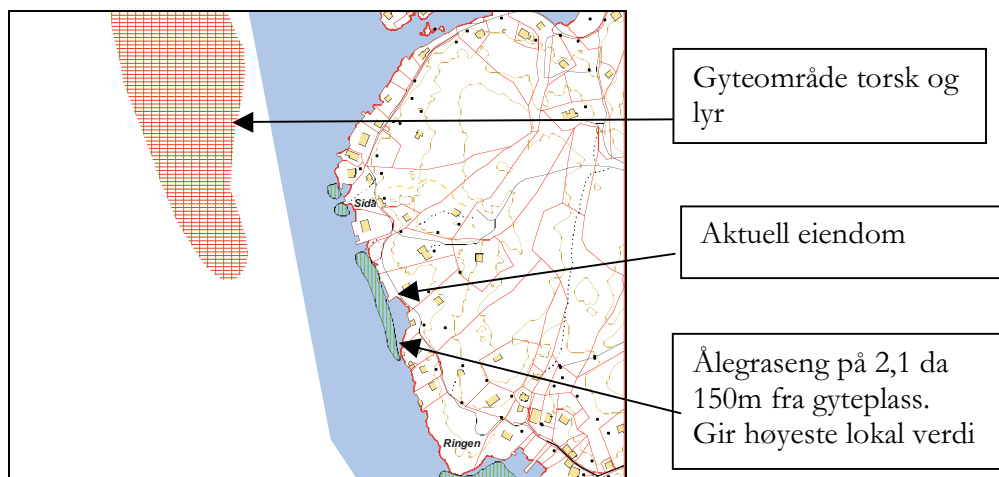 Gyteområde torsk og
lyr
Sida
Aktuell eiendom
Ålegraseng på 2,1 da
150m fra gyteplass.
Gir høyeste lokal verdi
Ringen